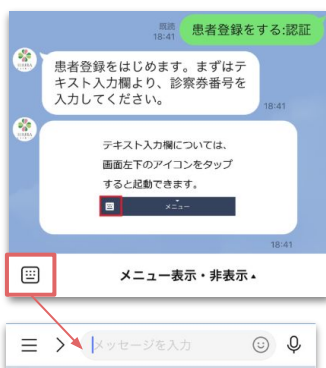 患者登録をする:認証
既読
18:41
患者登録をはじめます。まずはテ
キスト入力欄より、診察券番号を
入力してください。
18:41
テキスト入力欄については、
画面左下のアイコンをタップ
すると起動できます。
メニュー
18:41
メニュー表示・非表示
メッセージを入力